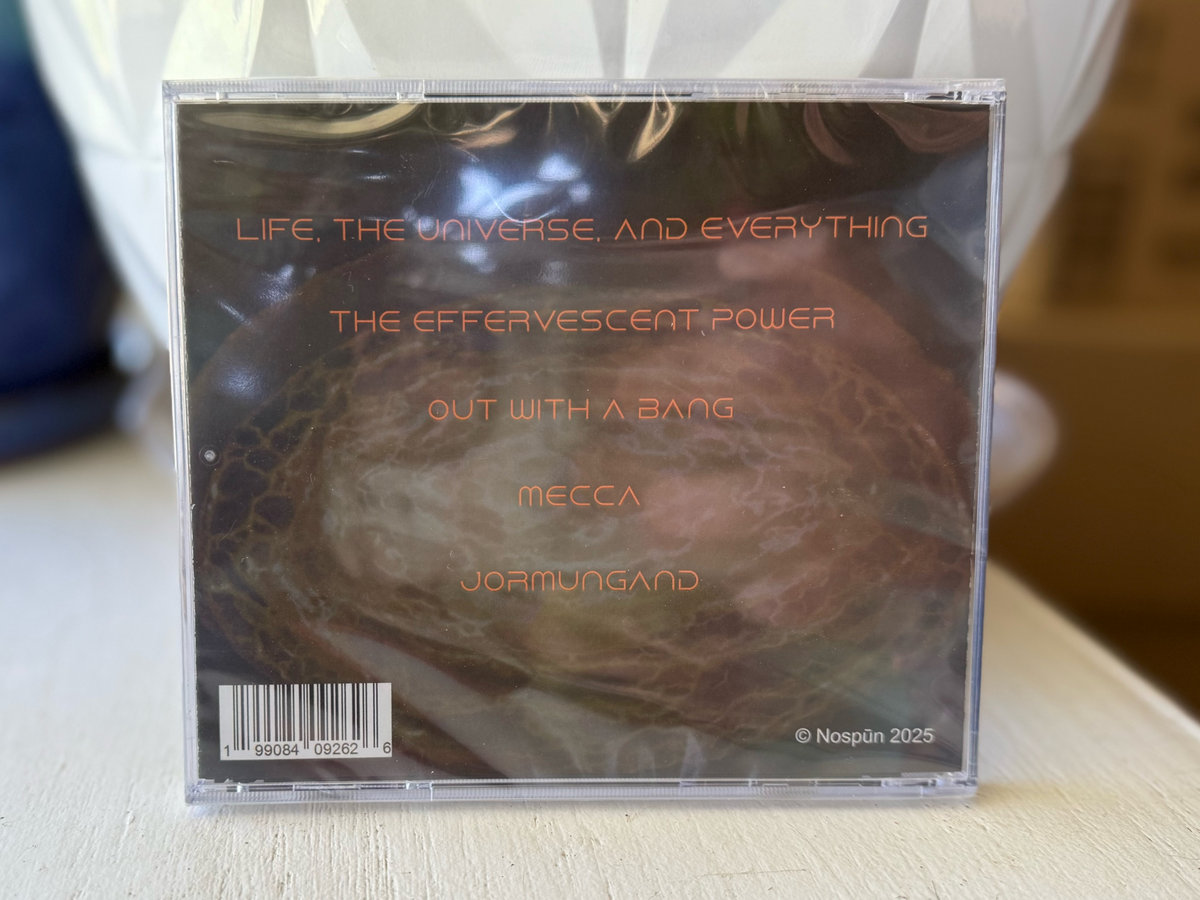 LIFE, THE UNIVERSE, AND EVERYTHING
THE EFFERVESCENT POWER
OUT WITH A BANG
MECCA
JORMUNGAND
1 99084 09262 6
© Nospūn 2025